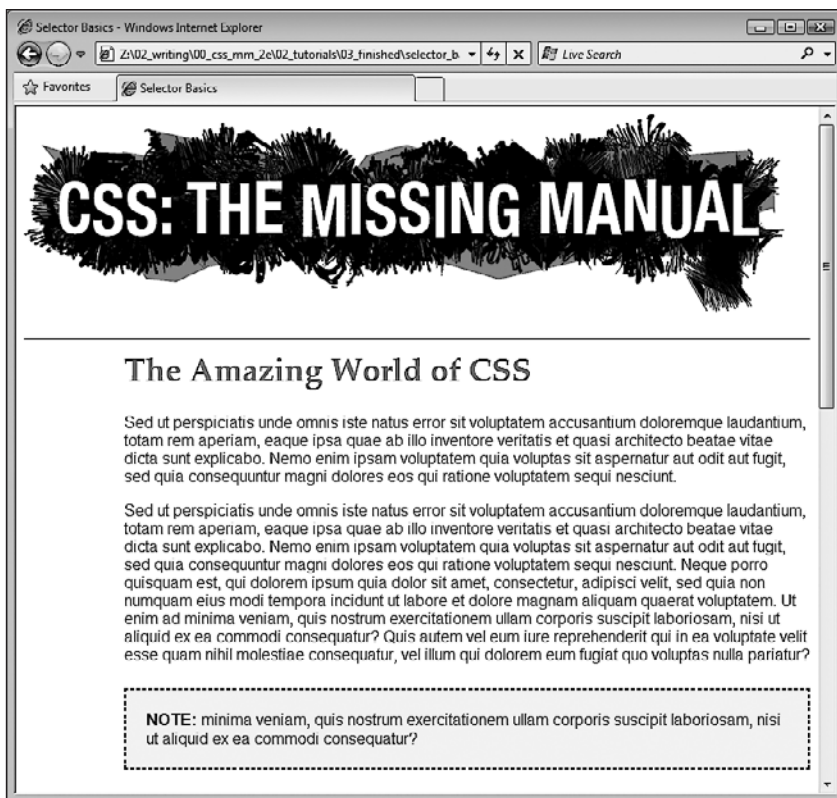 Selector Basics - Windows Internet Explorer
Z:\02_writing\00_css_mm_2e\02_tutorials\03_finished\selector_b
Live Search
Favorites
Selector Basics
CSS: THE MISSING MANUAL
The Amazing World of CSS
Sed ut perspiciatis unde omnis iste natus error sit voluptatem accusantium doloremque laudantium,
totam rem aperiam, eaque ipsa quae ab illo inventore veritatis et quasi architecto beatae vitae
dicta sunt explicabo. Nemo enim ipsam voluptatem quia voluptas sit aspernatur aut odit aut fugit,
sed quia consequuntur magni dolores eos qui ratione voluptatem sequi nesciunt.
Sed ut perspiciatis unde omnis iste natus error sit voluptatem accusantium doloremque laudantium,
totam rem aperiam, eaque ipsa quae ab illo inventore veritatis et quasi architecto beatae vitae
dicta sunt explicabo. Nemo enim ipsam voluptatem quia voluptas sit aspernatur aut odit aut fugit,
sed quia consequuntur magni dolores eos qui ratione voluptatem sequi nesciunt. Neque porro
quisquam est, qui dolorem ipsum quia dolor sit amet, consectetur, adipisci velit, sed quia non
numquam eius modi tempora incidunt ut labore et dolore magnam aliquam quaerat voluptatem. Ut
enim ad minima veniam, quis nostrum exercitationem ullam corporis suscipit laboriosam, nisi ut
aliquid ex ea commodi consequatur? Quis autem vel eum iure reprehenderit qui in ea voluptate velit
esse quam nihil molestiae consequatur, vel illum qui dolorem eum fugiat quo voluptas nulla pariatur?
NOTE: minima veniam, quis nostrum exercitationem ullam corporis suscipit laboriosam, nisi
ut aliquid ex ea commodi consequatur?